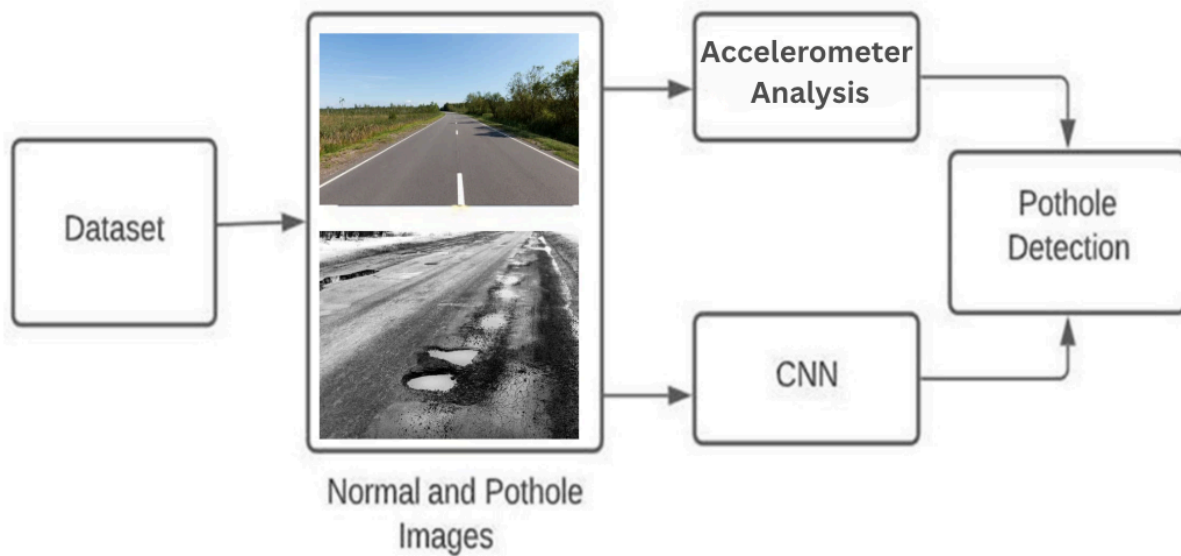 Dataset
Normal and Pothole
Images
Accelerometer
Analysis
CNN
Pothole
Detection